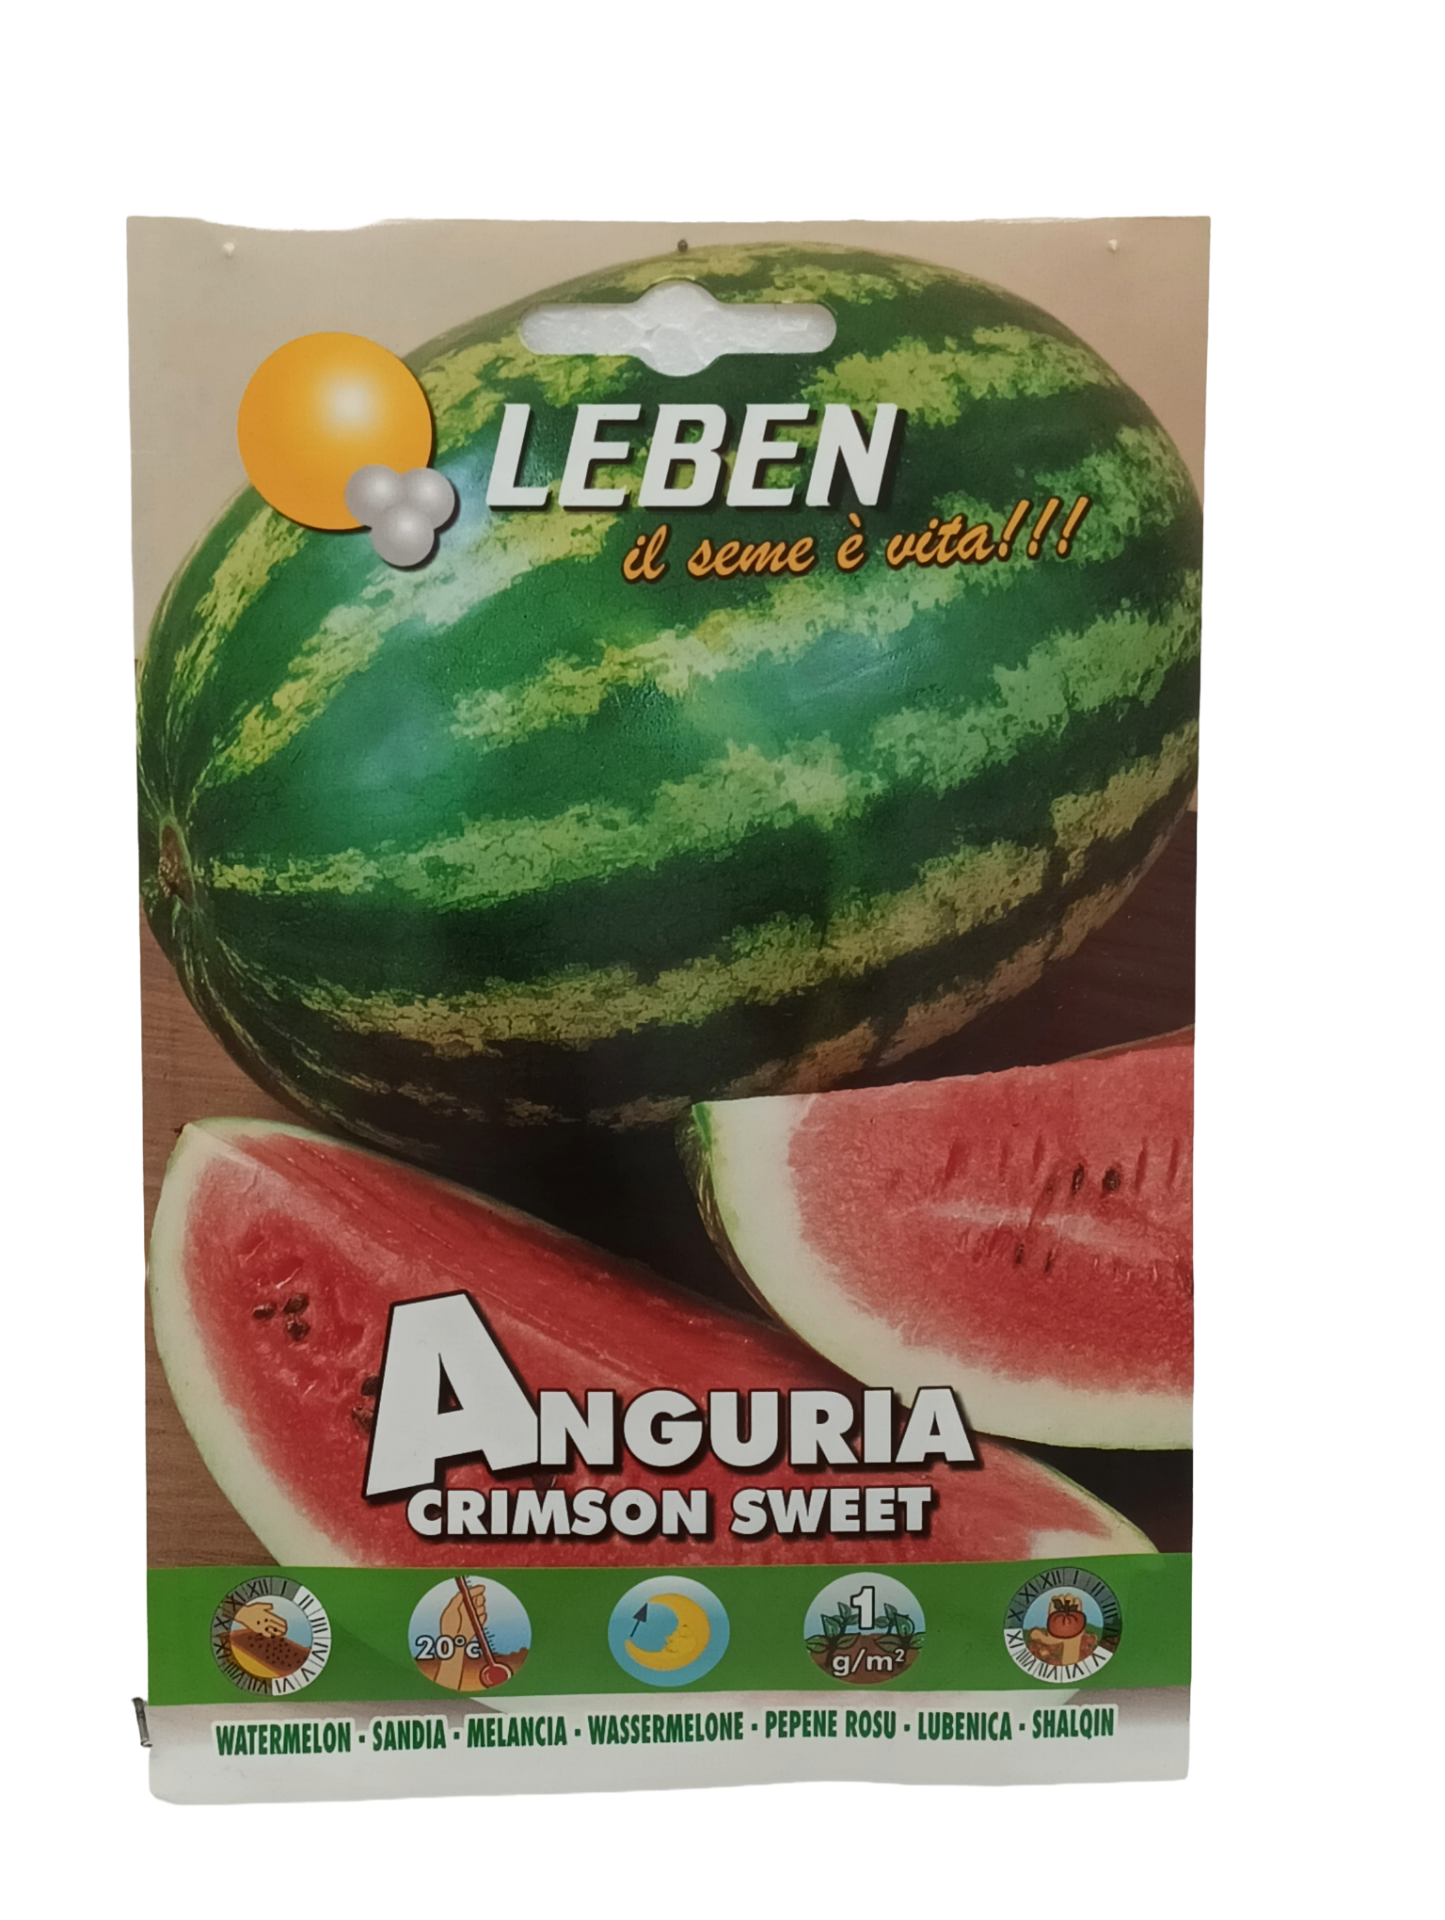 LEBEN
il seme è vita!!!
ANGURIA
CRIMSON SWEET
20°c
1
g/m²
WATERMELON · SANDIA · MELANCIA · WASSERMELONE · PEPENE ROSU · LUBENICA · SHALQIN